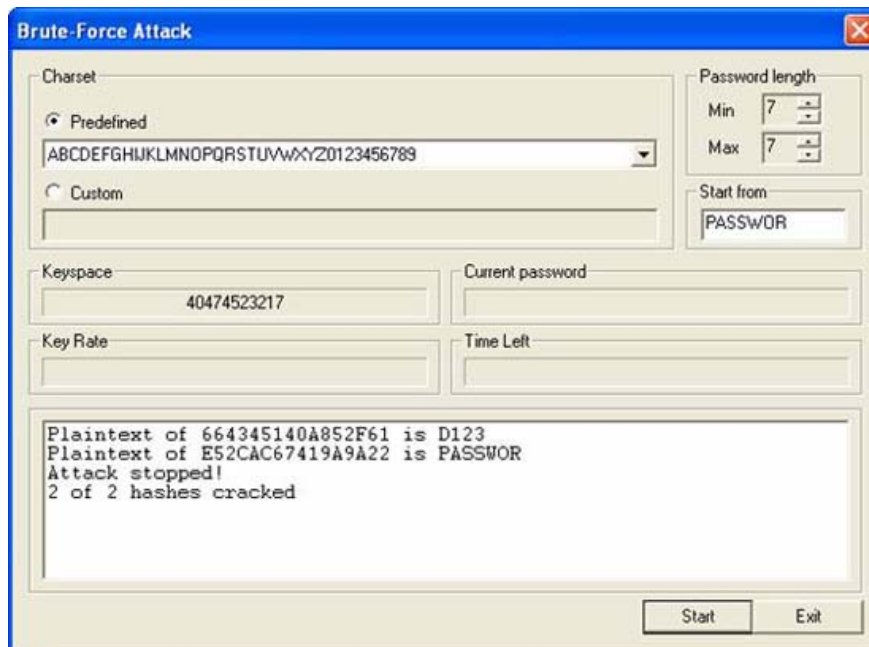 Brute-Force Attack
Charset
Predefined
ABCDEFGHIJKLMNOPQRSTUVWXYZ0123456789
Custom
Password length
Min 7
Max 7
Start from
PASSWOR
Keyspace
40474523217
Current password
Key Rate
Time Left
Plaintext of 664345140A852F61 is D123
Plaintext of E52CAC67419A9A22 is PASSWOR
Attack stopped!
2 of 2 hashes cracked
Start
Exit